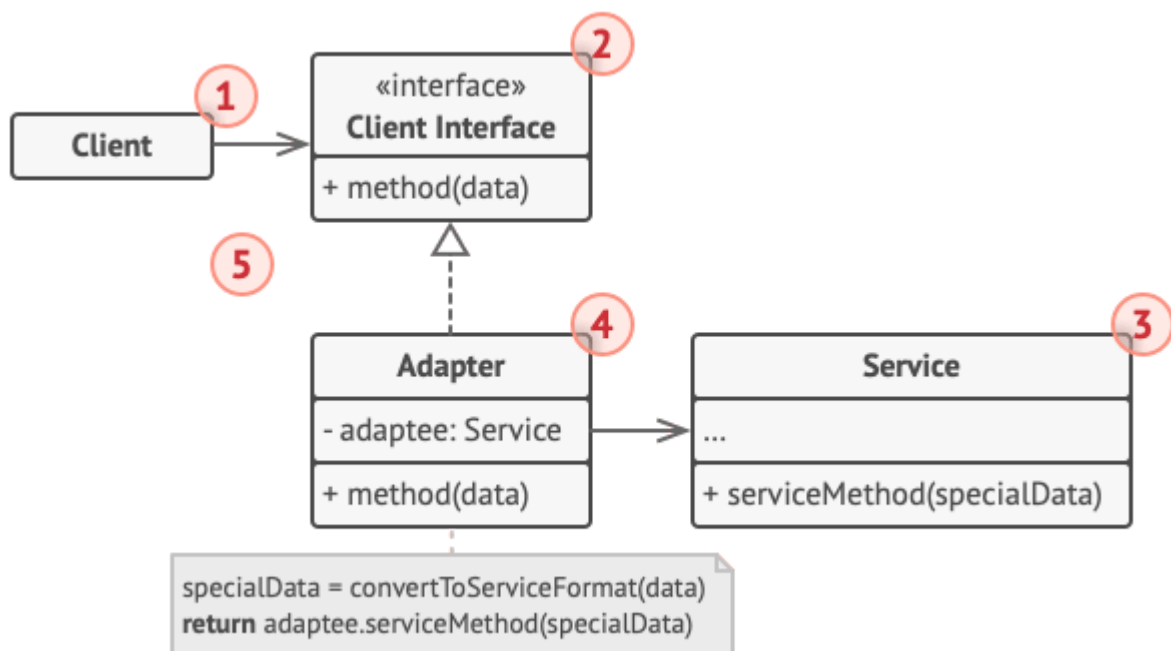 1
2
«interface»
Client Interface
Client
+ method(data)
5
4
3
Adapter
Service
- adaptee: Service
...
+ method(data)
+ serviceMethod(specialData)
specialData = convertToServiceFormat(data)
return adaptee.serviceMethod(specialData)